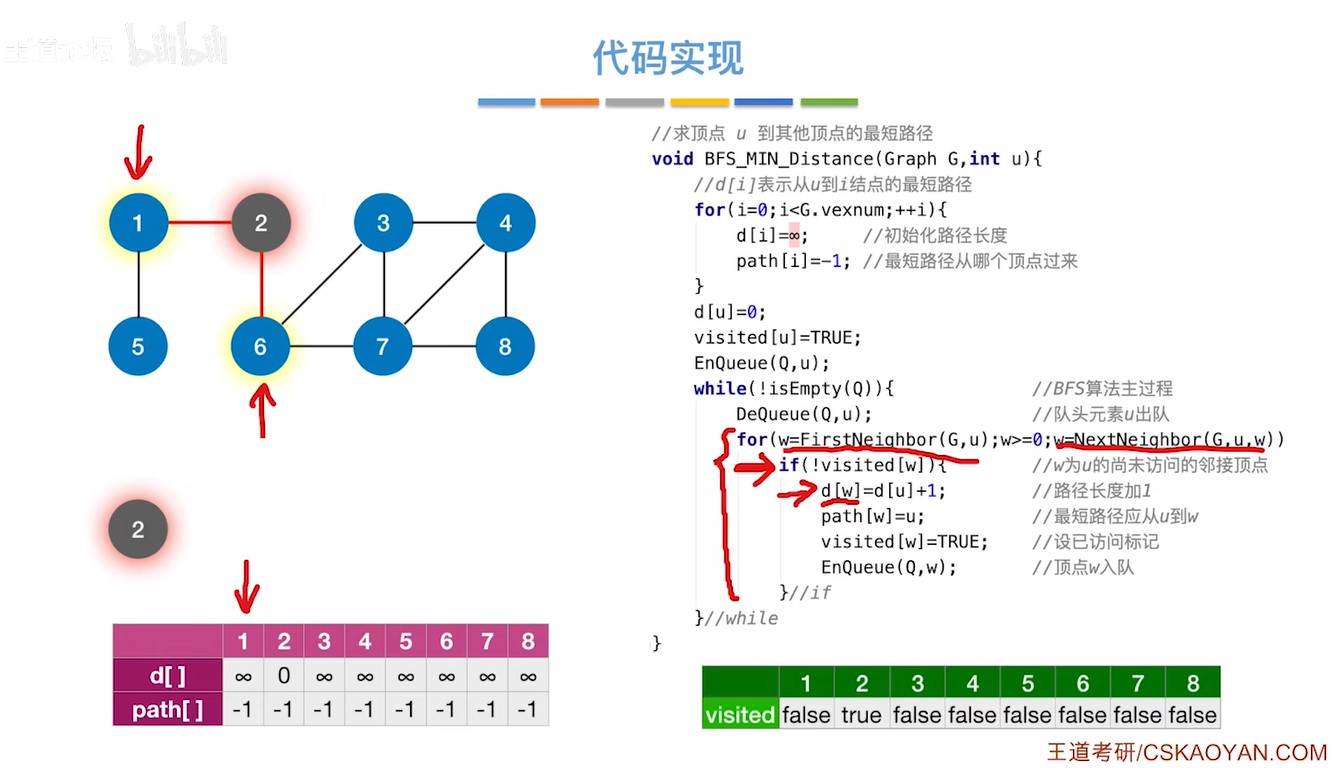 王道论坛 bilibili
代码实现
1 2 3 4
5 6 7 8
2
1 2 3 4 5 6 7 8
d[ ] ∞ 0 ∞ ∞ ∞ ∞ ∞ ∞
path[ ] -1 -1 -1 -1 -1 -1 -1 -1
//求顶点 u 到其他顶点的最短路径
void BFS_MIN_Distance(Graph G,int u){
//d[i]表示从u到i结点的最短路径
for(i=0;i<G.vexnum;++i){
d[i]=∞; //初始化路径长度
path[i]=-1; //最短路径从哪个顶点过来
}
d[u]=0;
visited[u]=TRUE;
EnQueue(Q,u);
while(!isEmpty(Q)){ //BFS算法主过程
DeQueue(Q,u); //队头元素u出队
for(w=FirstNeighbor(G,u);w>=0;w=NextNeighbor(G,u,w))
if(!visited[w]){ //w为u的尚未访问的邻接顶点
d[w]=d[u]+1; //路径长度加1
path[w]=u; //最短路径应从u到w
visited[w]=TRUE; //设已访问标记
EnQueue(Q,w); //顶点w入队
}//if
}//while
}
1 2 3 4 5 6 7 8
visited false true false false false false false false
王道考研/CSKAOYAN.COM